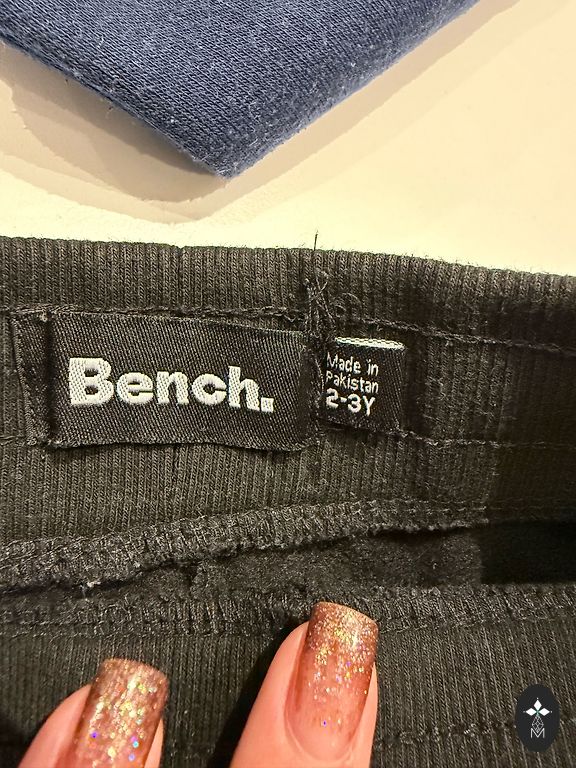 Bench.
Made in
Pakistan
2-3Y
M